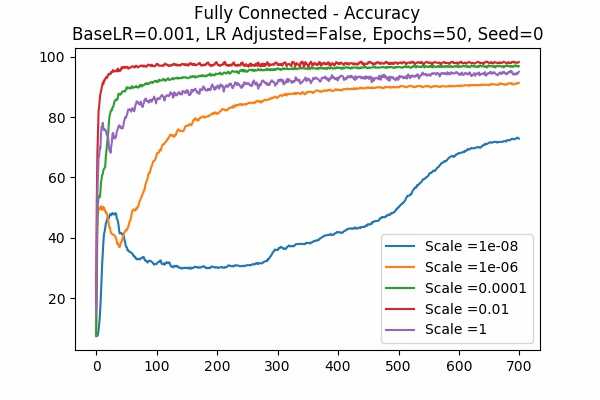 Fully Connected - Accuracy
BaseLR=0.001, LR Adjusted=False, Epochs=50, Seed=0
100
80
60
40
20
Scale =1e-08
Scale =1e-06
Scale =0.0001
Scale =0.01
Scale =1
0 100 200 300 400 500 600 700